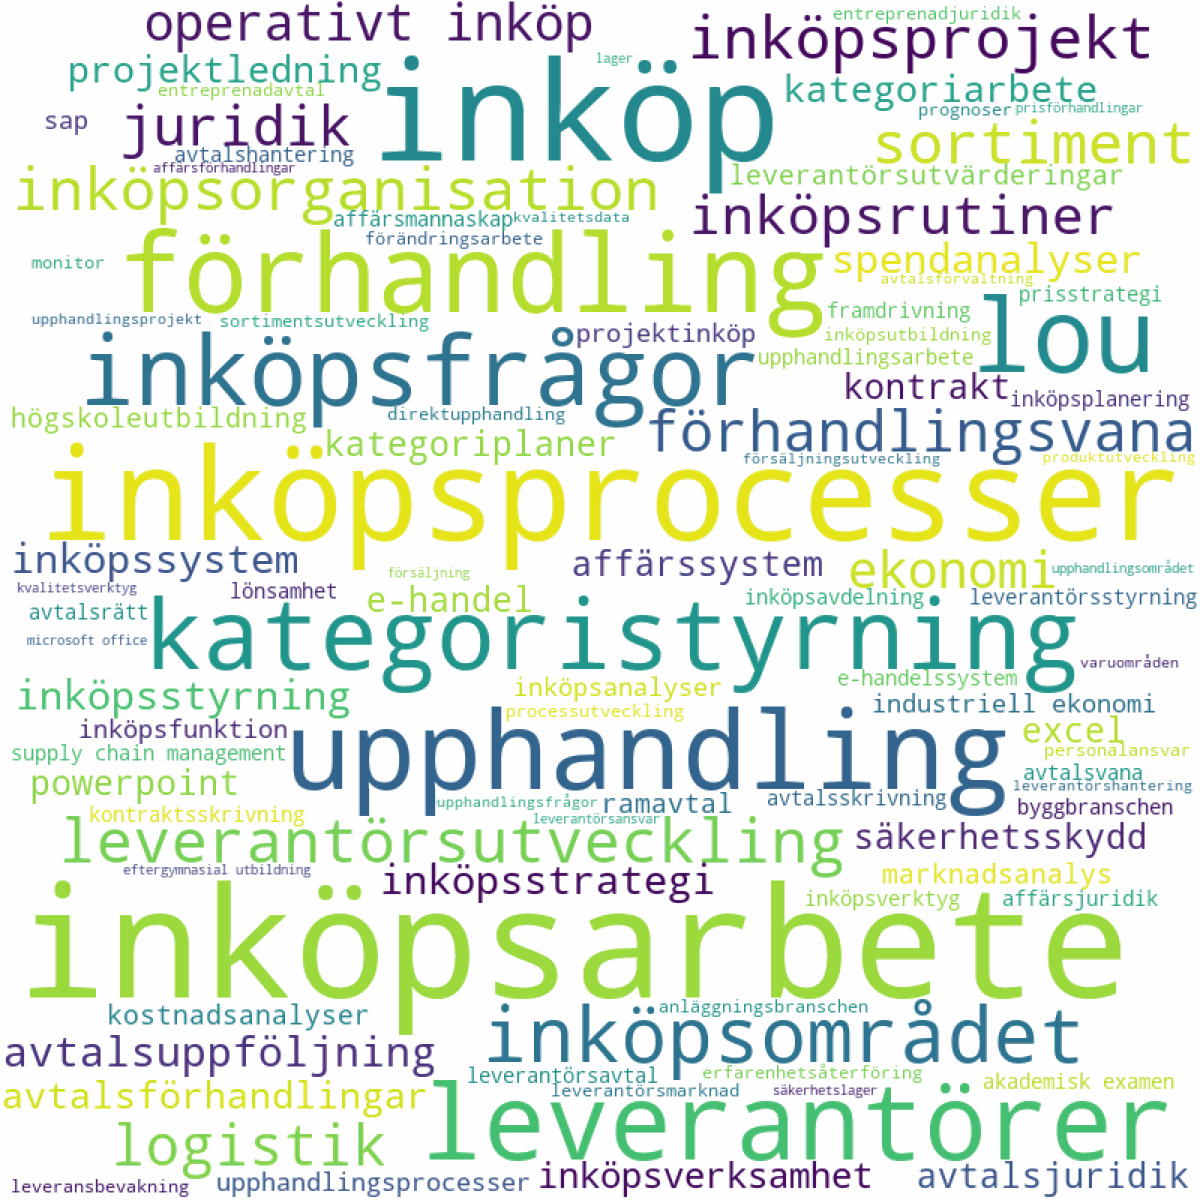 operativt inköp
entreprenadjuridik
inköpsprojekt
projektledning
lager
inköp
kategoriarbete
entreprenadavtal
sap
juridik
prognoser
prisförhandlingar
sortiment
avtalshantering
affärsförhandlingar
inköpsorganisation
leverantörsutvärderingar
affärsmannaskap
kvalitetsdata
inköpsrutiner
förändringsarbete
förhandling
spendanalyser
monitor
avtalsförvaltning
prisstrategi
lou
upphandlingsprojekt
sortimentsutveckling
framdrivning
projektinköp
inköpsutbildning
inköpsfrågor
upphandlingsarbete
kontrakt
inköpsplanering
högskoleutbildning
direktupphandling
förhandlingsvana
kategoriplaner
försäljningsutveckling
produktutveckling
inköpsprocesser
inköpssystem
affärssystem
ekonomi
upphandlingsområdet
försäljning
kvalitetsverktyg
lönsamhet
e-handel
inköpsavdelning
leverantörsstyrning
avtalsrätt
kategoristyrning
microsoft office
varuområden
e-handelssystem
inköpsstyrning
inköpsanalyser
industriell ekonomi
processutveckling
inköpsfunktion
upphandling
excel
supply chain management
personalansvar
powerpoint
avtalsvana
leverantörshantering
upphandlingsfrågor
ramavtal
avtalsskrivning
byggbranschen
kontraktsskrivning
leverantörsansvar
leverantörsutveckling
säkerhetsskydd
eftergymnasial utbildning
inköpsstrategi
marknadsanalys
inköpsverktyg
affärsjuridik
inköpsarbete
kostnadsanalyser
anläggningsbranschen
inköpsområdet
avtalsuppföljning
leverantörsavtal
erfarenhetsåterföring
akademisk examen
leverantörsmarknad
säkerhetslager
avtalsförhandlingar
leverantörer
logistik
leveransbevakning
upphandlingsprocesser
inköpsverksamhet
avtalsjuridik